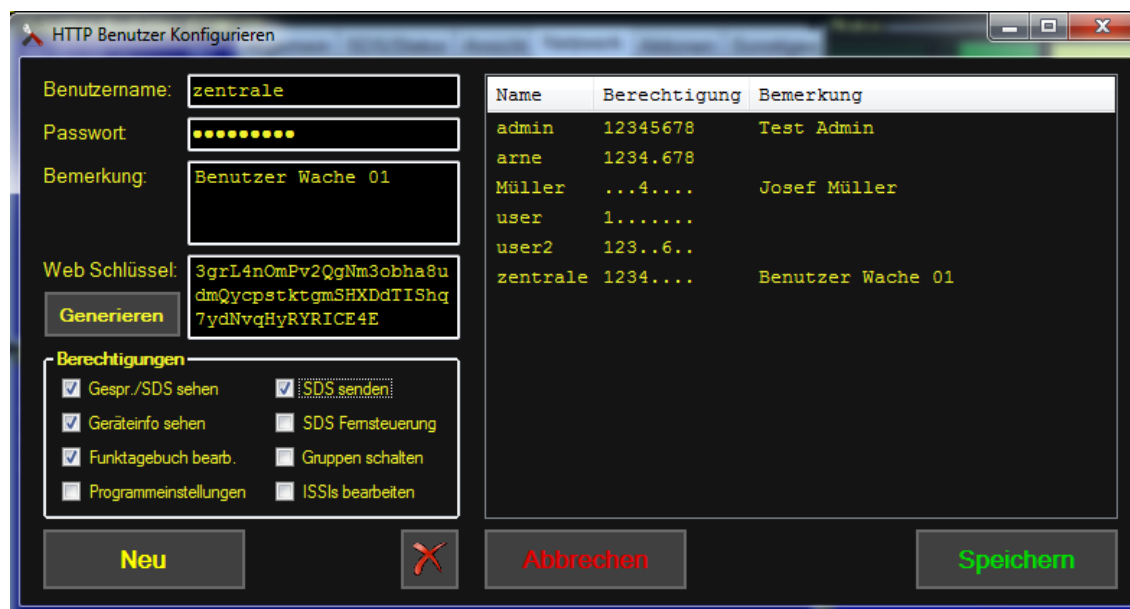 HTTP Benutzer Konfigurieren
Benutzername: zentrale
Passwort: •••••••••
Bemerkung: Benutzer Wache 01
Web Schlüssel: 3grL4nOmPv2QgNm3obha8u
dmQycpstktgmSHXDdTIShq
7ydNvqHyRYRICE4E
Generieren
Berechtigungen
Gespr./SDS sehen SDS senden
Geräteinfo sehen SDS Fernsteuerung
Funktagebuch bearb. Gruppen schalten
Programmeinstellungen ISSIs bearbeiten
Neu
Name Berechtigung Bemerkung
admin 12345678 Test Admin
arne 1234.678
Müller ...4.... Josef Müller
user 1.......
user2 123..6..
zentrale 1234.... Benutzer Wache 01
Abbrechen
Speichern